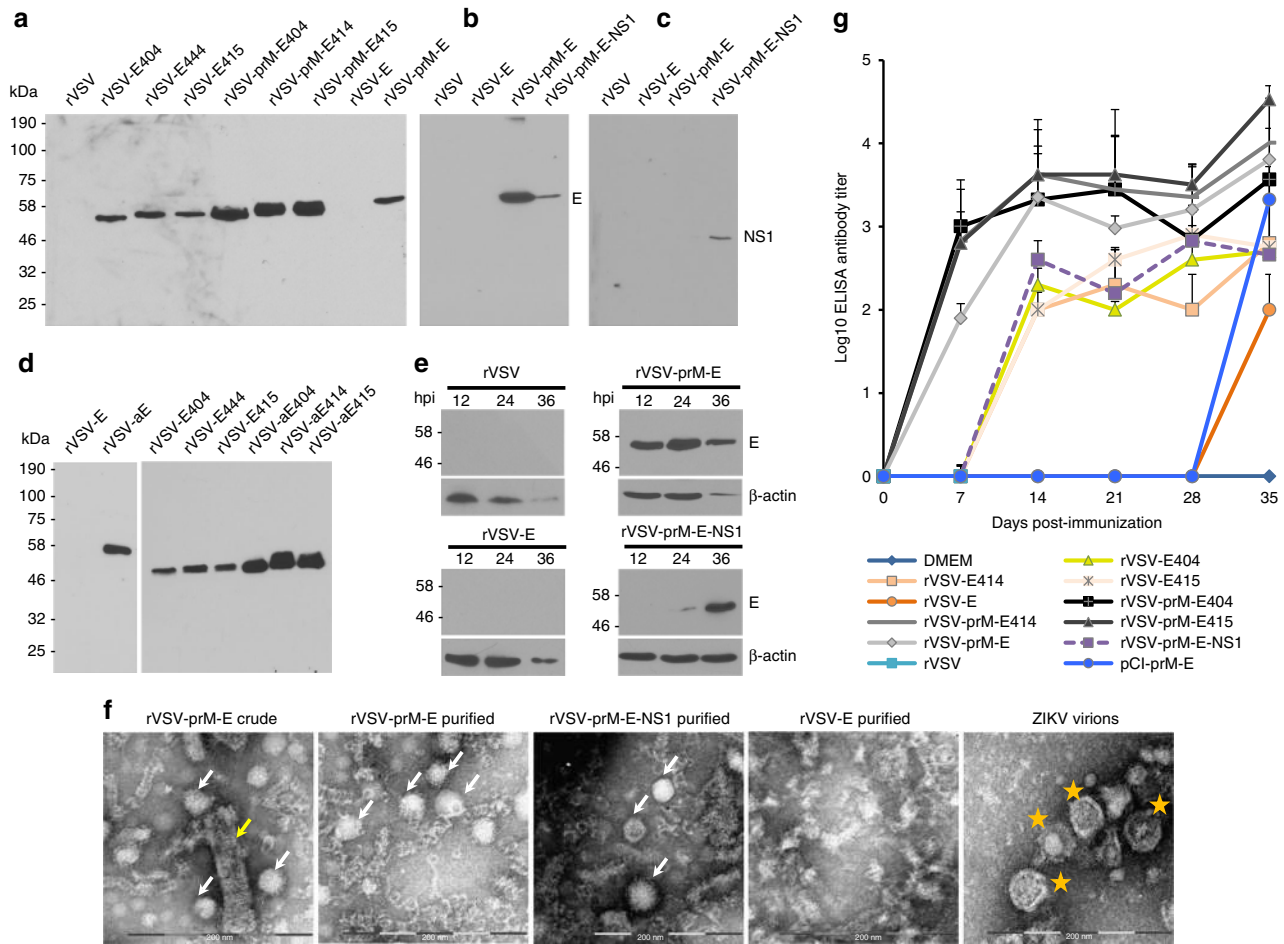 a
rVSV
rVSV-E404
rVSV-E444
rVSV-E415
rVSV-prM-E404
rVSV-prM-E414
rVSV-prM-E415
rVSV-E
rVSV-prM-E
kDa
190
100
75
58
46
32
25
b
rVSV
rVSV-E
rVSV-prM-E
rVSV-prM-E-NS1
E
c
rVSV
rVSV-E
rVSV-prM-E
rVSV-prM-E-NS1
NS1
d
rVSV-E
rVSV-aE
rVSV-E404
rVSV-E444
rVSV-E415
rVSV-aE404
rVSV-aE414
rVSV-aE415
kDa
190
100
75
58
46
32
25
e
rVSV
hpi 12 24 36
58
46
rVSV-prM-E
hpi 12 24 36
58
46
E
β-actin
rVSV-E
12 24 36
58
46
rVSV-prM-E-NS1
12 24 36
58
46
E
β-actin
f
rVSV-prM-E crude
200 nm
rVSV-prM-E purified
200 nm
rVSV-prM-E-NS1 purified
200 nm
rVSV-E purified
200 nm
ZIKV virions
200 nm
g
Log10 ELISA antibody titer
5
4
3
2
1
0
0 7 14 21 28 35
Days post-immunization
DMEM
rVSV-E404
rVSV-E414
rVSV-E415
rVSV-E
rVSV-prM-E404
rVSV-prM-E414
rVSV-prM-E415
rVSV-prM-E
rVSV-prM-E-NS1
rVSV
pCI-prM-E